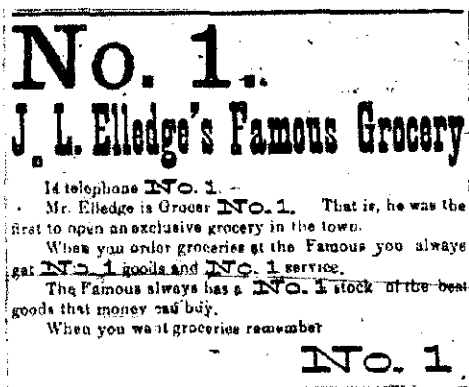 No. 1.
J. L. Elledge's Famous Grocery
Is telephone No. 1.
Mr. Elledge is Grocer No. 1. That is, he was the
first to open an exclusive grocery in the town.
When you order groceries at the Famous you always
get No. 1 goods and No. 1 service.
The Famous always has a No. 1 stock of the best
goods that money can buy.
When you want groceries remember
No. 1